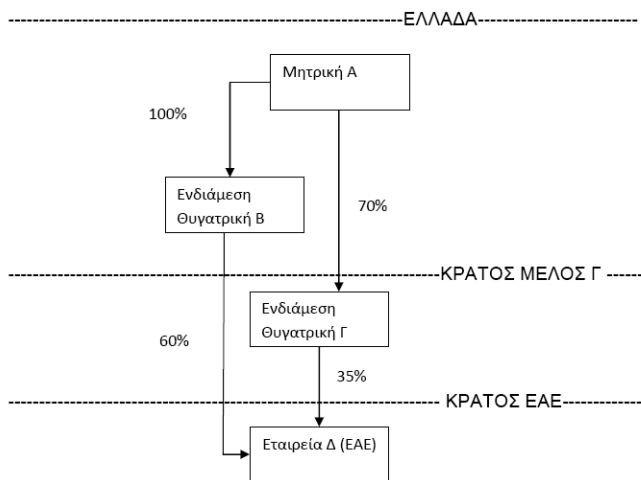 ΕΛΛΑΔΑ
Μητρική Α
100%
Ενδιάμεση
Θυγατρική Β
70%
ΚΡΑΤΟΣ ΜΕΛΟΣ Γ
Ενδιάμεση
Θυγατρική Γ
60%
35%
ΚΡΑΤΟΣ ΕΑΕ
Εταιρεία Δ (ΕΑΕ)